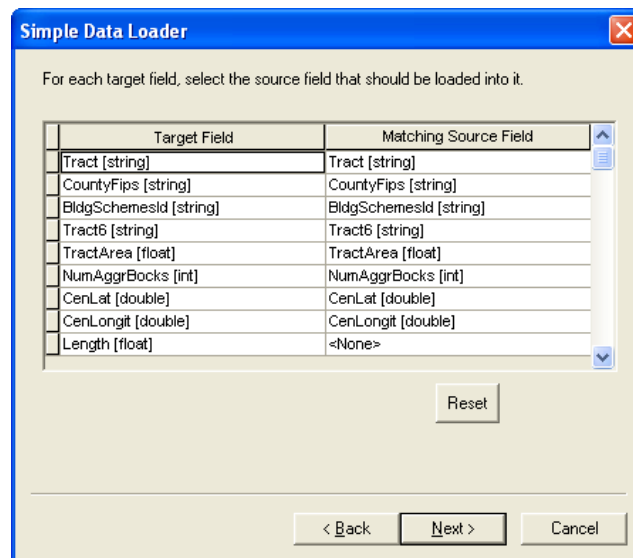 Simple Data Loader
For each target field, select the source field that should be loaded into it.
Target Field Matching Source Field
Tract [string] Tract [string]
CountyFips [string] CountyFips [string]
BldgSchemesId [string] BldgSchemesId [string]
Tract6 [string] Tract6 [string]
TractArea [float] TractArea [float]
NumAggrBocks [int] NumAggrBocks [int]
CenLat [double] CenLat [double]
CenLongit [double] CenLongit [double]
Length [float] <None>
Reset
< Back Next > Cancel